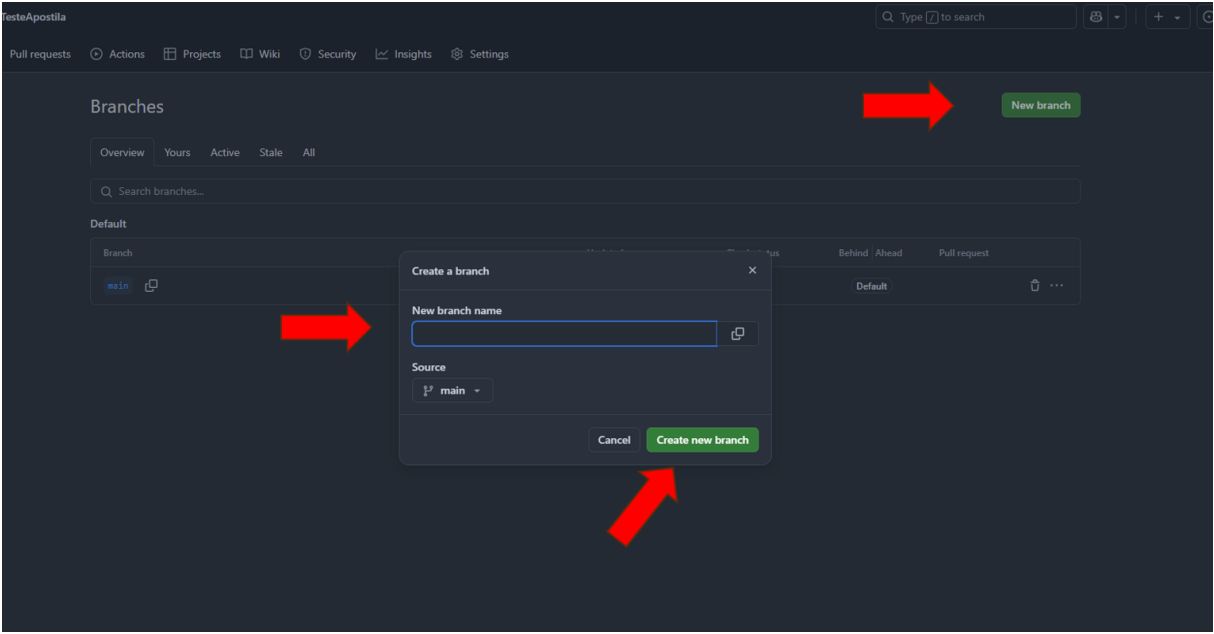 TesteApostila
Type / to search
Pull requests Actions Projects Wiki Security Insights Settings
Branches
New branch
Overview Yours Active Stale All
Search branches...
Default
Branch Behind Ahead Pull request
main Default
Create a branch
New branch name
Source
main
Cancel Create new branch